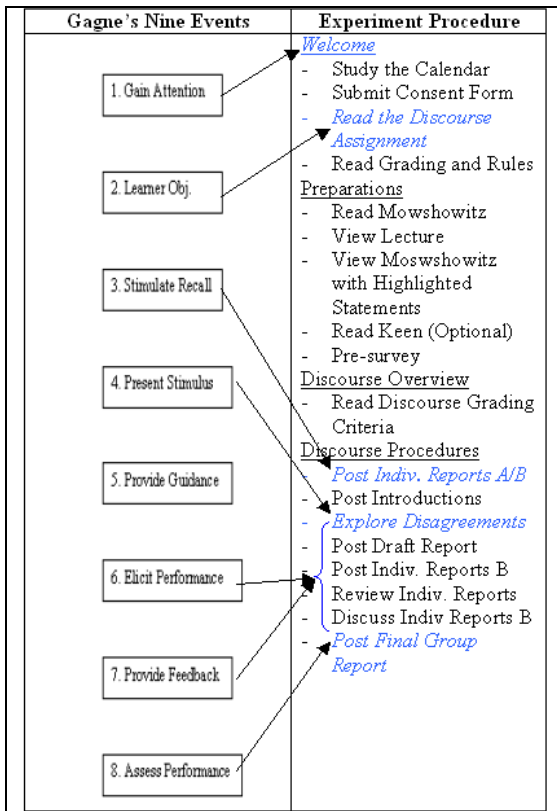 Gagne's Nine Events
1. Gain Attention
2. Learner Obj.
3. Stimulate Recall
4. Present Stimulus
5. Provide Guidance
6. Elicit Performance
7. Provide Feedback
8. Assess Performance
Experiment Procedure
Welcome
- Study the Calendar
- Submit Consent Form
- Read the Discourse
Assignment
- Read Grading and Rules
Preparations
- Read Mowshowitz
- View Lecture
- View Moswshowitz
with Highlighted
Statements
- Read Keen (Optional)
- Pre-survey
Discourse Overview
- Read Discourse Grading
Criteria
Discourse Procedures
- Post Indiv. Reports A/B
- Post Introductions
- Explore Disagreements
- Post Draft Report
- Post Indiv. Reports B
- Review Indiv. Reports
- Discuss Indiv Reports B
- Post Final Group
Report